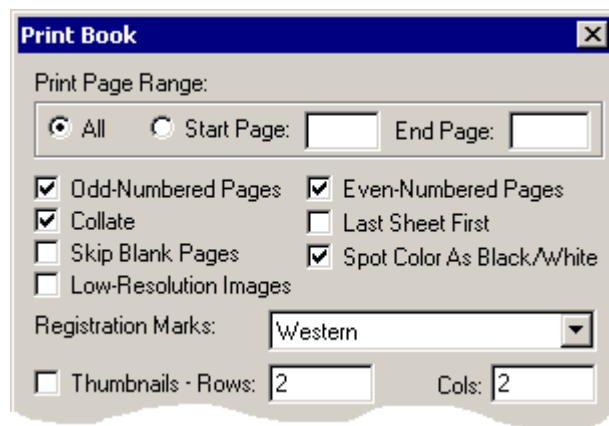 Print Book
Print Page Range:
All Start Page: End Page:
Odd-Numbered Pages Even-Numbered Pages
Collate Last Sheet First
Skip Blank Pages Spot Color As Black/White
Low-Resolution Images
Registration Marks: Western
Thumbnails - Rows: 2 Cols: 2